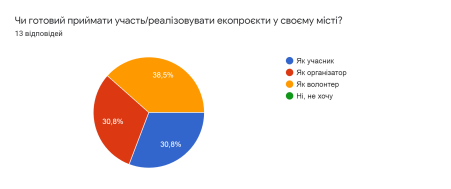 Чи готовий приймати участь/реалізовувати екопроєкти у своєму місті?
13 відповідей
38,5%
30,8%
30,8%
Як учасник
Як організатор
Як волонтер
Ні, не хочу